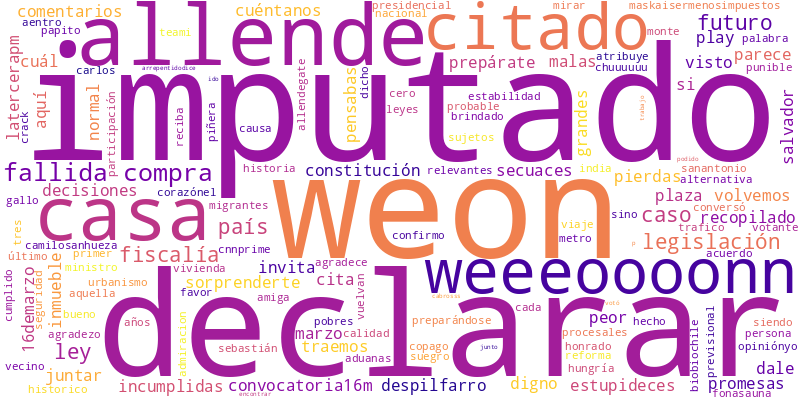 comentarios
cuéntanos
nacional
presidencial
mirar
maskaisermenosimpuestos
aentro
papito
teami
allende
citado
futuro
monte
play
palabra
cuál
arrepentidodice
carlos
prepárate
malas
parece
visto
atribuye
chuuuuuu
punible
latercerapm
crack
aquí
normal
participación
imputado
reciba
ido
piñera
cero
leyes
causa
allendegate
pensabas
dicho
estabilidad
probable
brindado
sujetos
grandes
trabajo
si
salvador
fallida
compra
historia
constitución
relevantes
secuaces
india
podido
sanantonio
pierdas
alternativa
decisiones
corazónel
gallo
casa
migrantes
país
weon
plaza
volvemos
caso
conversó
recopilado
sino
viaje
metro
trafico
votante
legislación
acuerdo
tres
camilosanhueza
confirmo
último
primer
fiscalía
cnnprime
ministro
vivienda
invita
agradece
cita
vuelvan
weeeoooonn
cumplido
seguridad
16demarzo
inmueble
urbanismo
aquella
sorprenderte
favor
amiga
traemos
aduanas
declarar
cada
bueno
agradezo
años
admiracion
sebastián
pobres
marzo
calidad
copago
suegro
preparándose
peor
hecho
procesales
honrado
reforma
hungría
biobiochile
previsional
siendo
persona
opiniónyo
ley
vecino
historico
juntar
incumplidas
convocatoria16m
despilfarro
junto
digno
estupideces
promesas
dale
fonasauna
encontrar